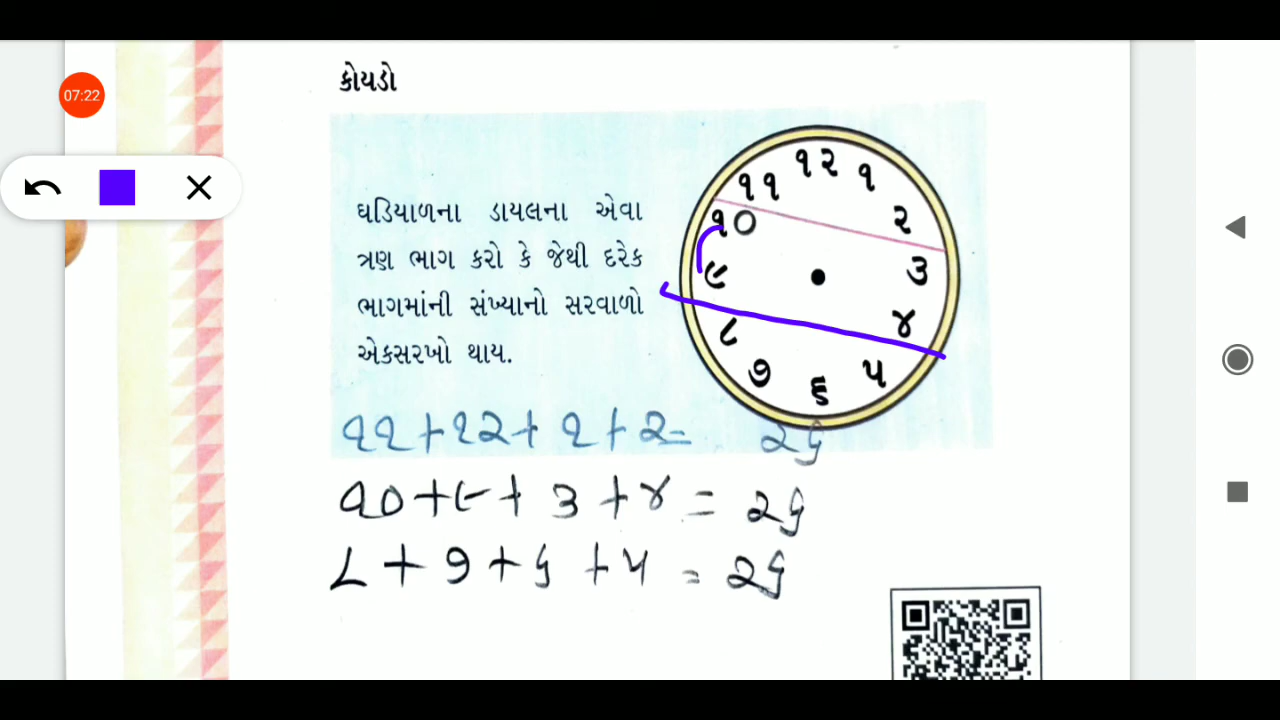 07:22
કોયડો
ઘડિયાળના ડાયલના એવા
ત્રણ ભાગ કરો કે જેથી દરેક
ભાગમાંની સંખ્યાનો સરવાળો
એકસરખો થાય.
૧૨
૧
૨
૩
૪
૫
૬
૭
૮
૯
૧૦
૧૧
૧૧+૧૨+૧+૨= ૨૬
૧૦+૯+૩+૪ = ૨૬
૮+૭+૬+૫ = ૨૬